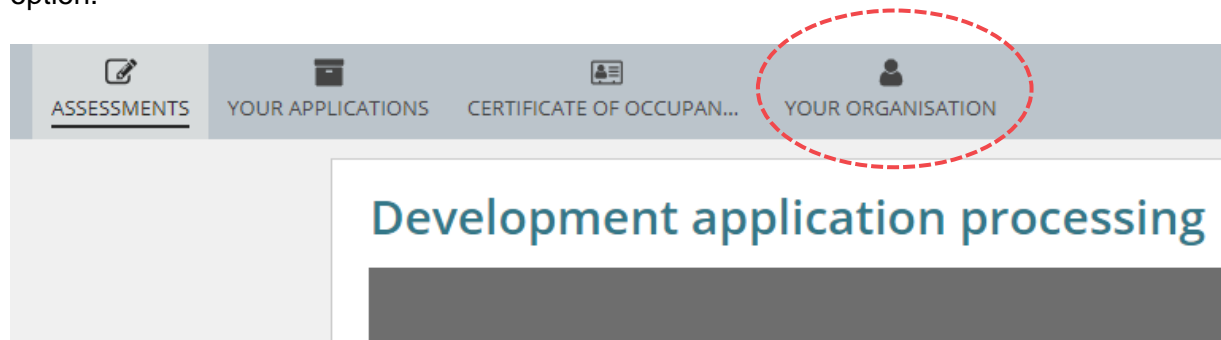 option.
ASSESSMENTS YOUR APPLICATIONS CERTIFICATE OF OCCUPAN... YOUR ORGANISATION
Development application processing